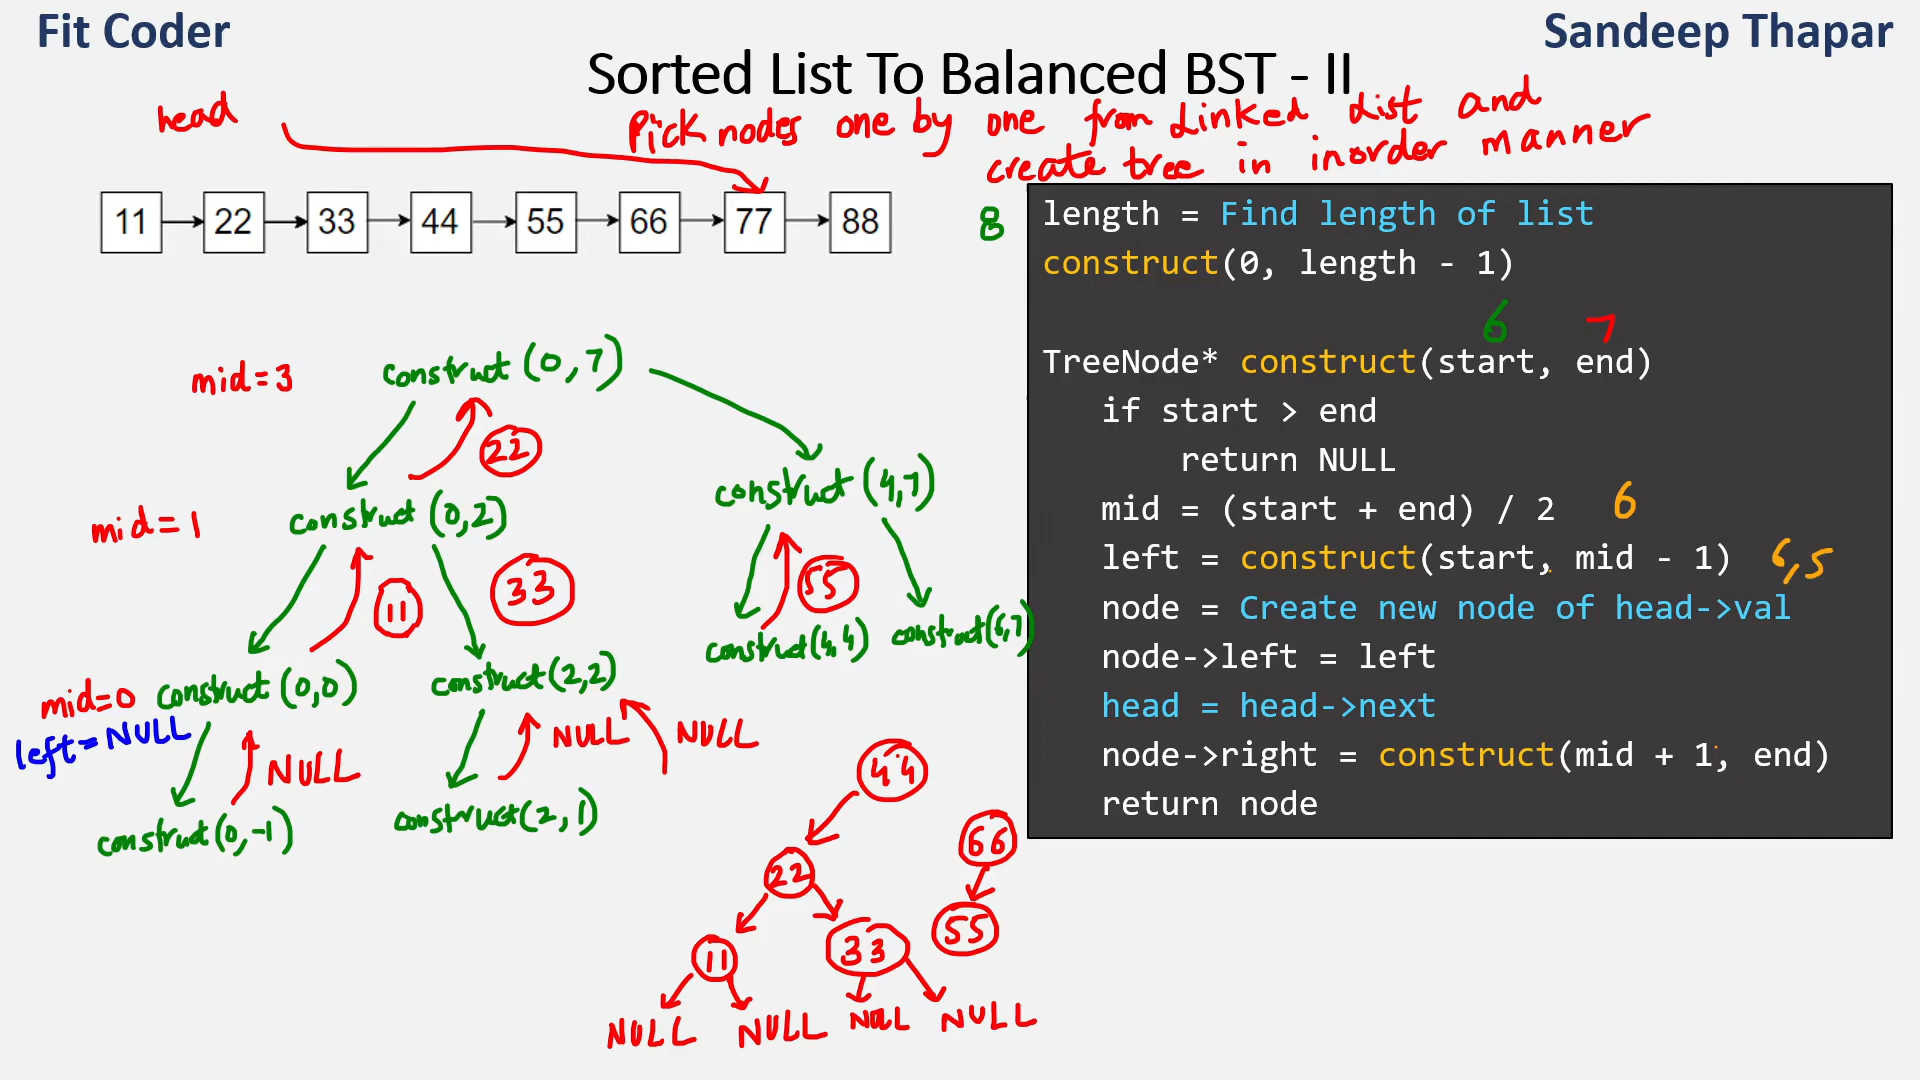 Fit Coder
Sandeep Thapar
Sorted List To Balanced BST - II
head
Pick nodes one by one from Linked List and
create tree in inorder manner
11 22 33 44 55 66 77 88
8
length = Find length of list
construct(0, length - 1)
6 7
TreeNode* construct(start, end)
if start > end
return NULL
mid = (start + end) / 2 6
left = construct(start, mid - 1) 6,5
node = Create new node of head->val
node->left = left
head = head->next
node->right = construct(mid + 1, end)
return node
mid=3 construct (0,7)
22
construct (4,7)
mid=1 construct (0,2)
11 33 55
construct(4,4) construct(6,7)
mid=0 construct (0,0) construct(2,2)
left=NULL
NULL NULL NULL
construct(0,-1) construct(2,1)
44
22 66
11 33 55
NULL NULL NULL NULL